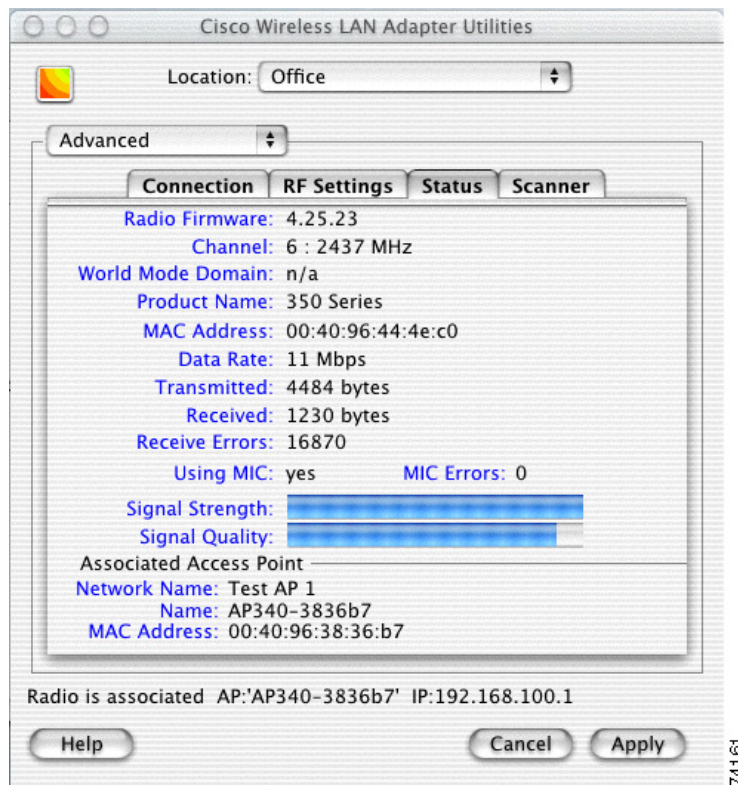 Cisco Wireless LAN Adapter Utilities
Location: Office
Advanced
Connection RF Settings Status Scanner
Radio Firmware: 4.25.23
Channel: 6 : 2437 MHz
World Mode Domain: n/a
Product Name: 350 Series
MAC Address: 00:40:96:44:4e:c0
Data Rate: 11 Mbps
Transmitted: 4484 bytes
Received: 1230 bytes
Receive Errors: 16870
Using MIC: yes MIC Errors: 0
Signal Strength:
Signal Quality:
Associated Access Point
Network Name: Test AP 1
Name: AP340-3836b7
MAC Address: 00:40:96:38:36:b7
Radio is associated AP:'AP340-3836b7' IP:192.168.100.1
Help Cancel Apply
74161